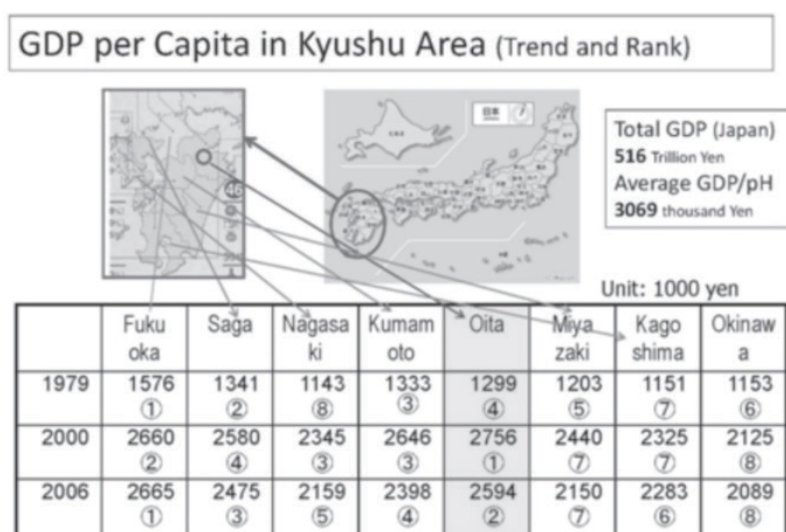 GDP per Capita in Kyushu Area (Trend and Rank)
日本
46
Total GDP (Japan)
516 Trillion Yen
Average GDP/pH
3069 thousand Yen
Unit: 1000 yen
Fuku oka Saga Nagasa ki Kumam oto Oita Miya zaki Kago shima Okinaw a
1979 1576 1341 1143 1333 1299 1203 1151 1153
① ② ⑧ ③ ④ ⑤ ⑦ ⑥
2000 2660 2580 2345 2646 2756 2440 2325 2125
② ④ ③ ③ ① ⑦ ⑦ ⑧
2006 2665 2475 2159 2398 2594 2150 2283 2089
① ③ ⑤ ④ ② ⑦ ⑥ ⑧